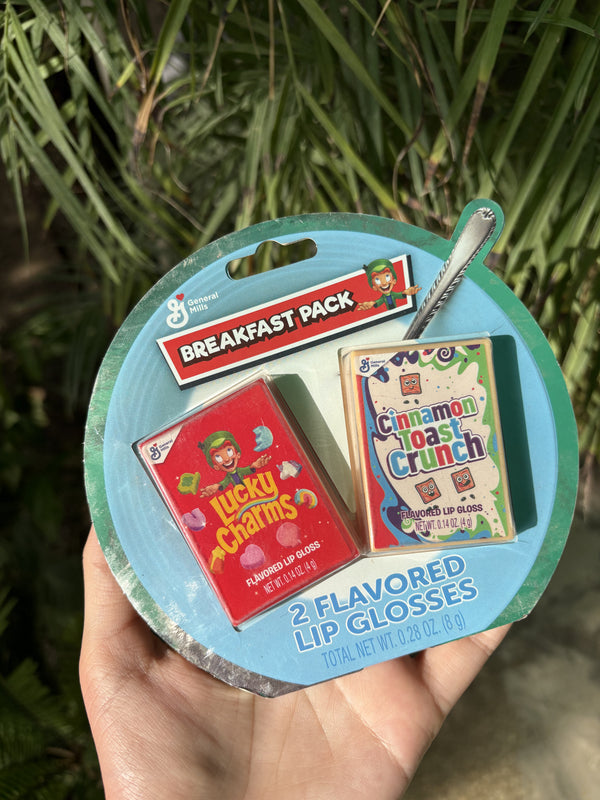 General
Mills
BREAKFAST PACK
General
Mills
Lucky
Charms
FLAVORED LIP GLOSS
NET WT. 0.14 OZ. (4 g)
General
Mills
Cinnamon
Toast
Crunch
FLAVORED LIP GLOSS
NET WT. 0.14 OZ. (4 g)
2 FLAVORED
LIP GLOSSES
TOTAL NET WT. 0.28 OZ. (8 g)